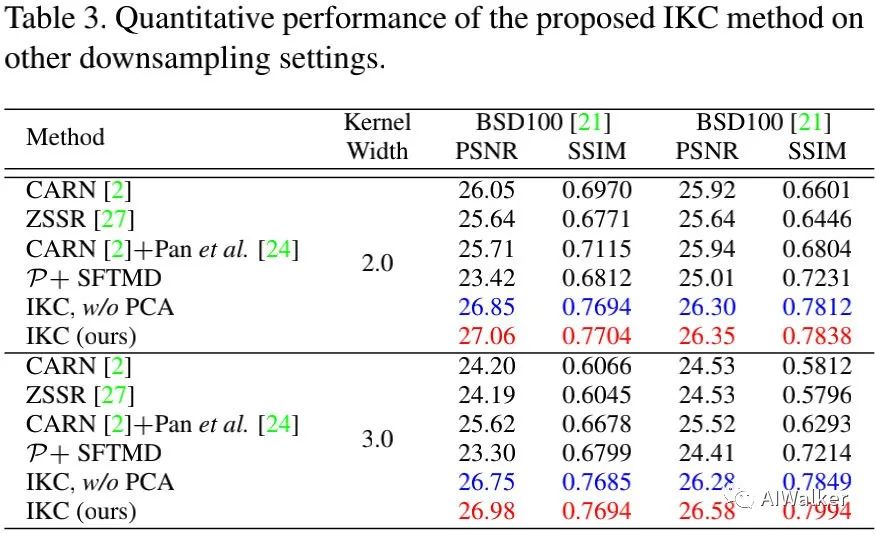 Table 3. Quantitative performance of the proposed IKC method on
other downsampling settings.
Method Kernel Width BSD100 [21] BSD100 [21]
PSNR SSIM PSNR SSIM
CARN [2] 26.05 0.6970 25.92 0.6601
ZSSR [27] 25.64 0.6771 25.64 0.6446
CARN [2]+Pan et al. [24] 25.71 0.7115 25.94 0.6804
2.0
P+ SFTMD 23.42 0.6812 25.01 0.7231
IKC, w/o PCA 26.85 0.7694 26.30 0.7812
IKC (ours) 27.06 0.7704 26.35 0.7838
CARN [2] 24.20 0.6066 24.53 0.5812
ZSSR [27] 24.19 0.6045 24.53 0.5796
CARN [2]+Pan et al. [24] 25.62 0.6678 25.52 0.6293
3.0
P+ SFTMD 23.30 0.6799 24.41 0.7214
IKC, w/o PCA 26.75 0.7685 26.28 0.7849
IKC (ours) 26.98 0.7694 26.58 0.7994
AIWalker